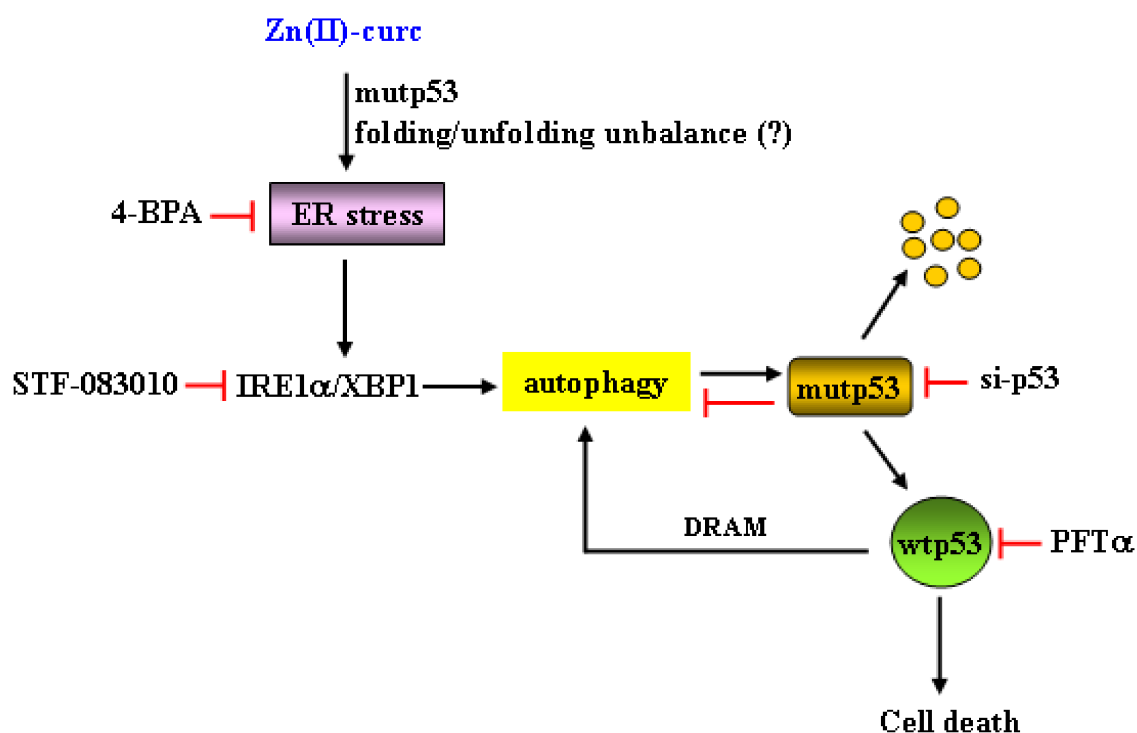 Zn(II)-curc
mutp53
folding/unfolding unbalance (?)
4-BPA
ER stress
STF-083010
IRE1α/XBP1
autophagy
mutp53
si-p53
DRAM
wtp53
PFTα
Cell death